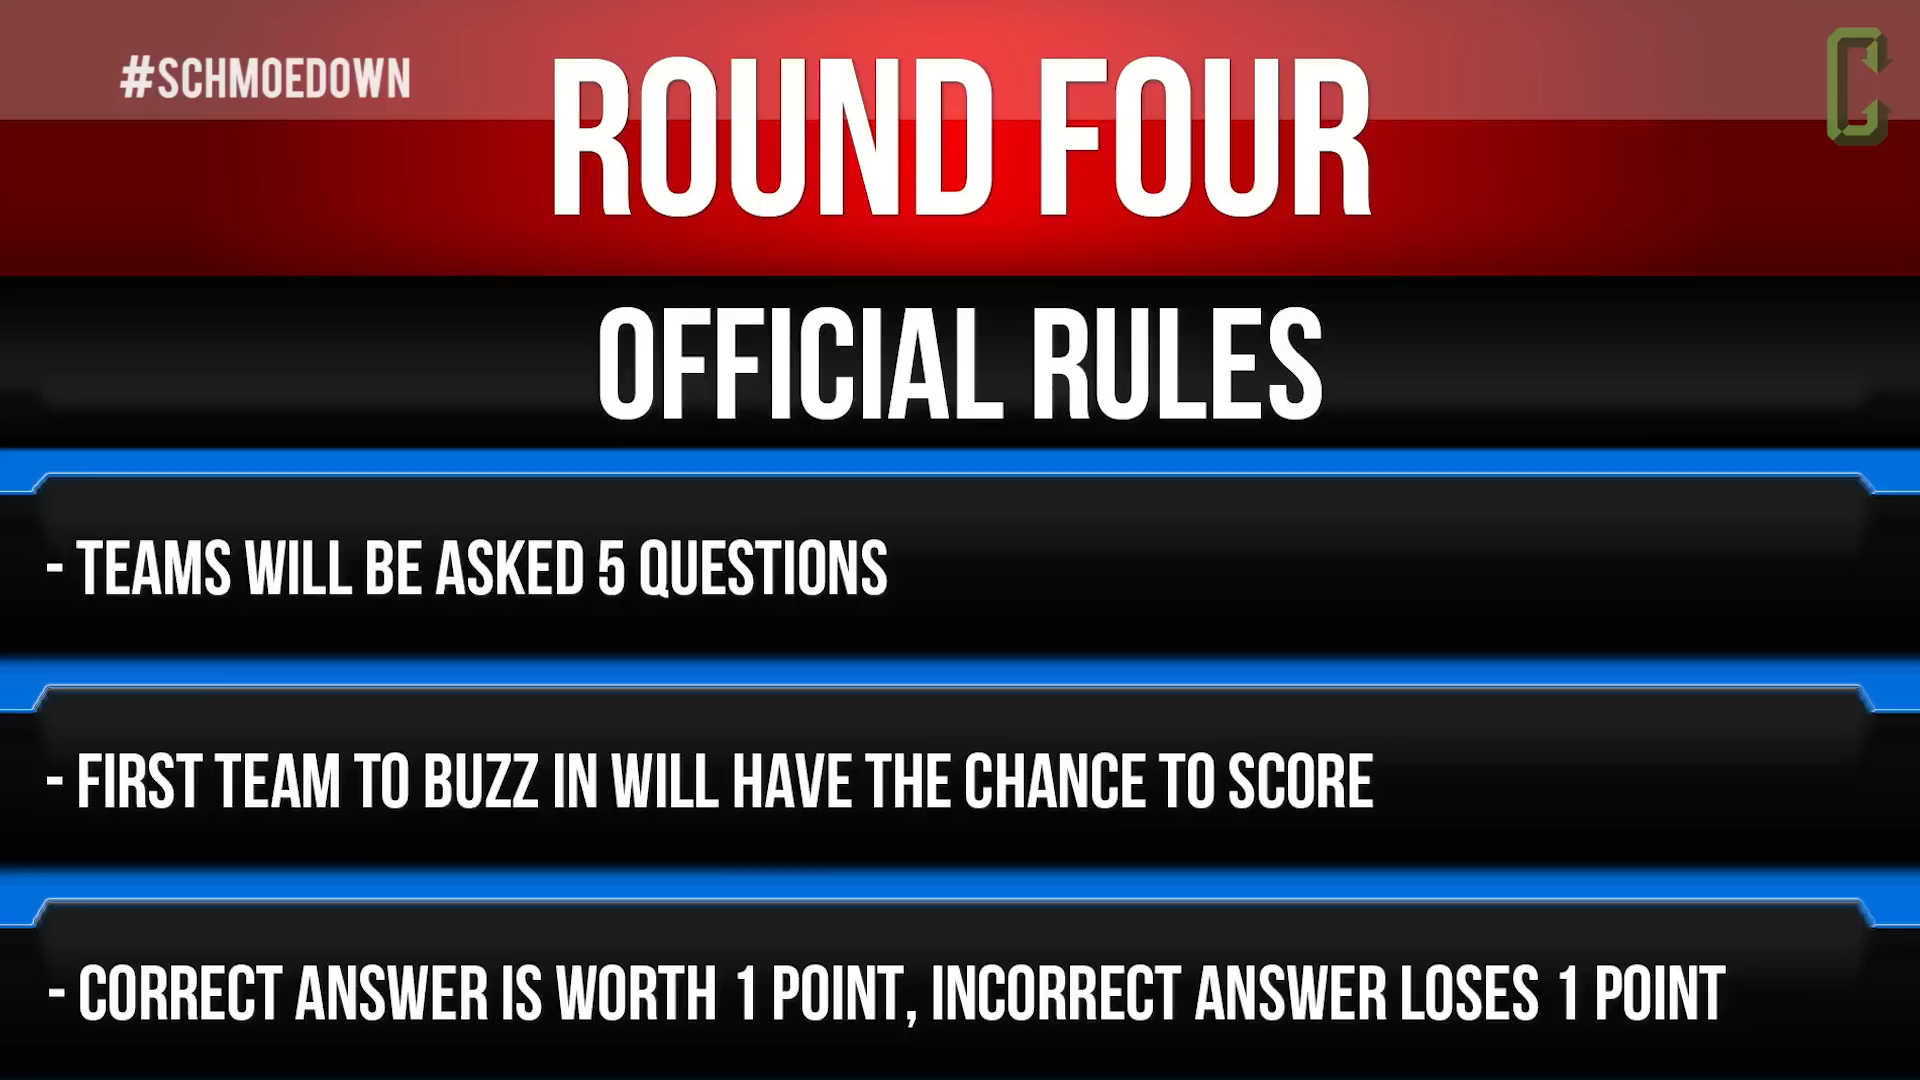 #SCHMOEDOWN
ROUND FOUR
OFFICIAL RULES
- TEAMS WILL BE ASKED 5 QUESTIONS
- FIRST TEAM TO BUZZ IN WILL HAVE THE CHANCE TO SCORE
- CORRECT ANSWER IS WORTH 1 POINT, INCORRECT ANSWER LOSES 1 POINT